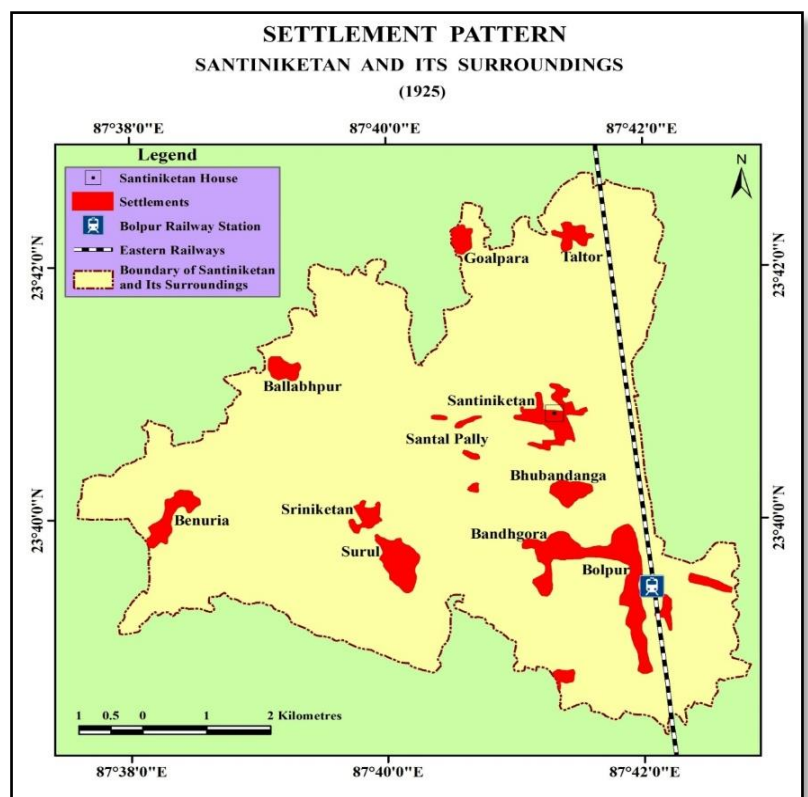 SETTLEMENT PATTERN
SANTINIKETAN AND ITS SURROUNDINGS
(1925)
87°38'0"E 87°40'0"E 87°42'0"E
Legend
Santiniketan House
Settlements
Bolpur Railway Station
Eastern Railways
Boundary of Santiniketan
and Its Surroundings
N
23°42'0"N 23°42'0"N
Goalpara Taltor
Ballabhpur
Santiniketan
Santal Pally
Bhubandanga
Benuria
Sriniketan
Surul
Bandhgora
Bolpur
23°40'0"N 23°40'0"N
1 0.5 0 1 2 Kilometres
87°38'0"E 87°40'0"E 87°42'0"E